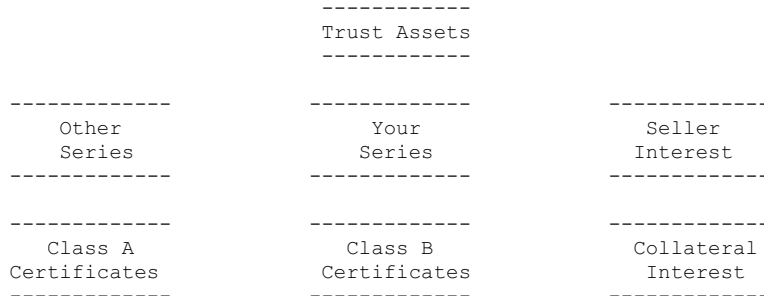 ------------
Trust Assets
------------
------------- ------------- -------------
Other Your Seller
Series Series Interest
------------- ------------- -------------
------------- ------------- -------------
Class A Class B Collateral
Certificates Certificates Interest
------------- ------------- -------------